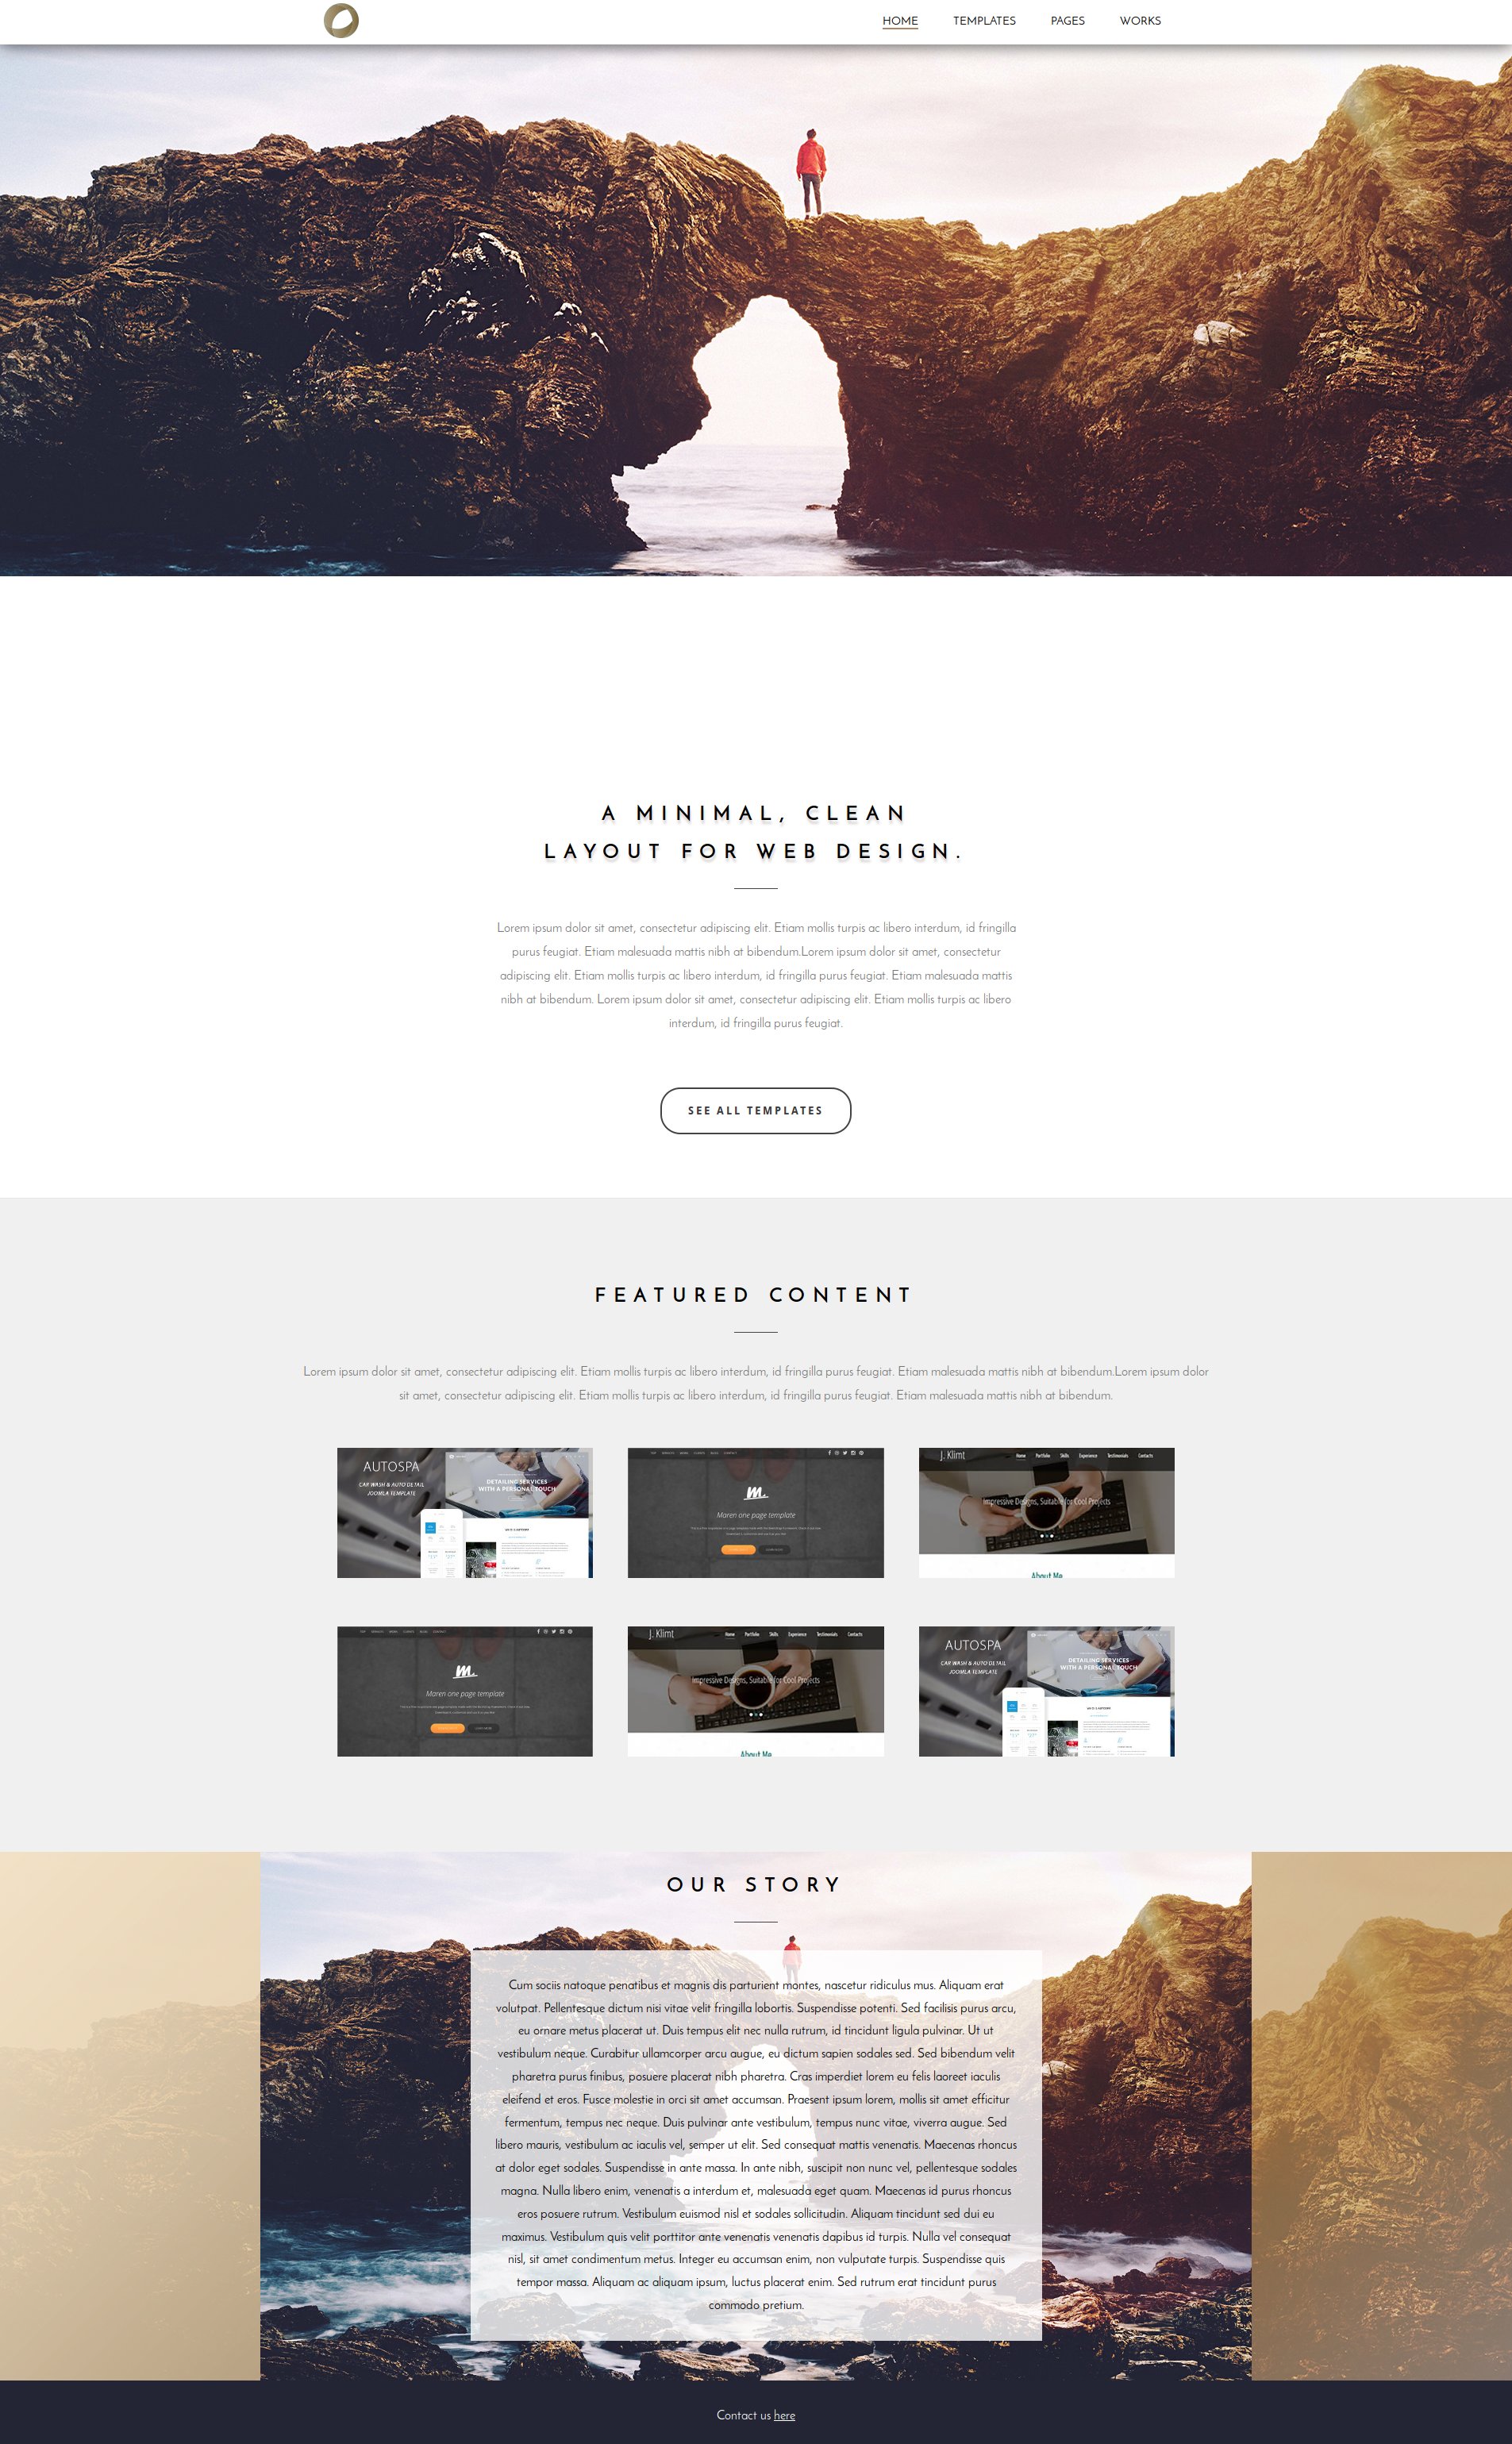 HOME TEMPLATES PAGES WORKS
A MINIMAL, CLEAN
LAYOUT FOR WEB DESIGN.
Lorem ipsum dolor sit amet, consectetur adipiscing elit. Etiam mollis turpis ac libero interdum, id fringilla
purus feugiat. Etiam malesuada mattis nibh at bibendum.Lorem ipsum dolor sit amet, consectetur
adipiscing elit. Etiam mollis turpis ac libero interdum, id fringilla purus feugiat. Etiam malesuada mattis
nibh at bibendum. Lorem ipsum dolor sit amet, consectetur adipiscing elit. Etiam mollis turpis ac libero
interdum, id fringilla purus feugiat.
SEE ALL TEMPLATES
FEATURED CONTENT
Lorem ipsum dolor sit amet, consectetur adipiscing elit. Etiam mollis turpis ac libero interdum, id fringilla purus feugiat. Etiam malesuada mattis nibh at bibendum.Lorem ipsum dolor
sit amet, consectetur adipiscing elit. Etiam mollis turpis ac libero interdum, id fringilla purus feugiat. Etiam malesuada mattis nibh at bibendum.
AUTOSPA
CAR WASH & AUTO DETAIL
JOOMLA TEMPLATE
DETAILING SERVICES
WITH A PERSONAL TOUCH
m.
Maren one page template
J. Klimt
Home Portfolio Skills Experience Testimonials Contacts
Impressive Designs, Suitable for Cool Projects
About Me
m.
Maren one page template
J. Klimt
Home Portfolio Skills Experience Testimonials Contacts
Impressive Designs, Suitable for Cool Projects
About Me
AUTOSPA
CAR WASH & AUTO DETAIL
JOOMLA TEMPLATE
DETAILING SERVICES
WITH A PERSONAL TOUCH
OUR STORY
Cum sociis natoque penatibus et magnis dis parturient montes, nascetur ridiculus mus. Aliquam erat
volutpat. Pellentesque dictum nisi vitae velit fringilla lobortis. Suspendisse potenti. Sed facilisis purus arcu,
eu ornare metus placerat ut. Duis tempus elit nec nulla rutrum, id tincidunt ligula pulvinar. Ut ut
vestibulum neque. Curabitur ullamcorper arcu augue, eu dictum sapien sodales sed. Sed bibendum velit
pharetra purus finibus, posuere placerat nibh pharetra. Cras imperdiet lorem eu felis laoreet iaculis
eleifend et eros. Fusce molestie in orci sit amet accumsan. Praesent ipsum lorem, mollis sit amet efficitur
fermentum, tempus nec neque. Duis pulvinar ante vestibulum, tempus nunc vitae, viverra augue. Sed
libero mauris, vestibulum ac iaculis vel, semper ut elit. Sed consequat mattis venenatis. Maecenas rhoncus
at dolor eget sodales. Suspendisse in ante massa. In ante nibh, suscipit non nunc vel, pellentesque sodales
magna. Nulla libero enim, venenatis a interdum et, malesuada eget quam. Maecenas id purus rhoncus
eros posuere rutrum. Vestibulum euismod nisl et sodales sollicitudin. Aliquam tincidunt sed dui eu
maximus. Vestibulum quis velit porttitor ante venenatis venenatis dapibus id turpis. Nulla vel consequat
nisl, sit amet condimentum metus. Integer eu accumsan enim, non vulputate turpis. Suspendisse quis
tempor massa. Aliquam ac aliquam ipsum, luctus placerat enim. Sed rutrum erat tincidunt purus
commodo pretium.
Contact us here